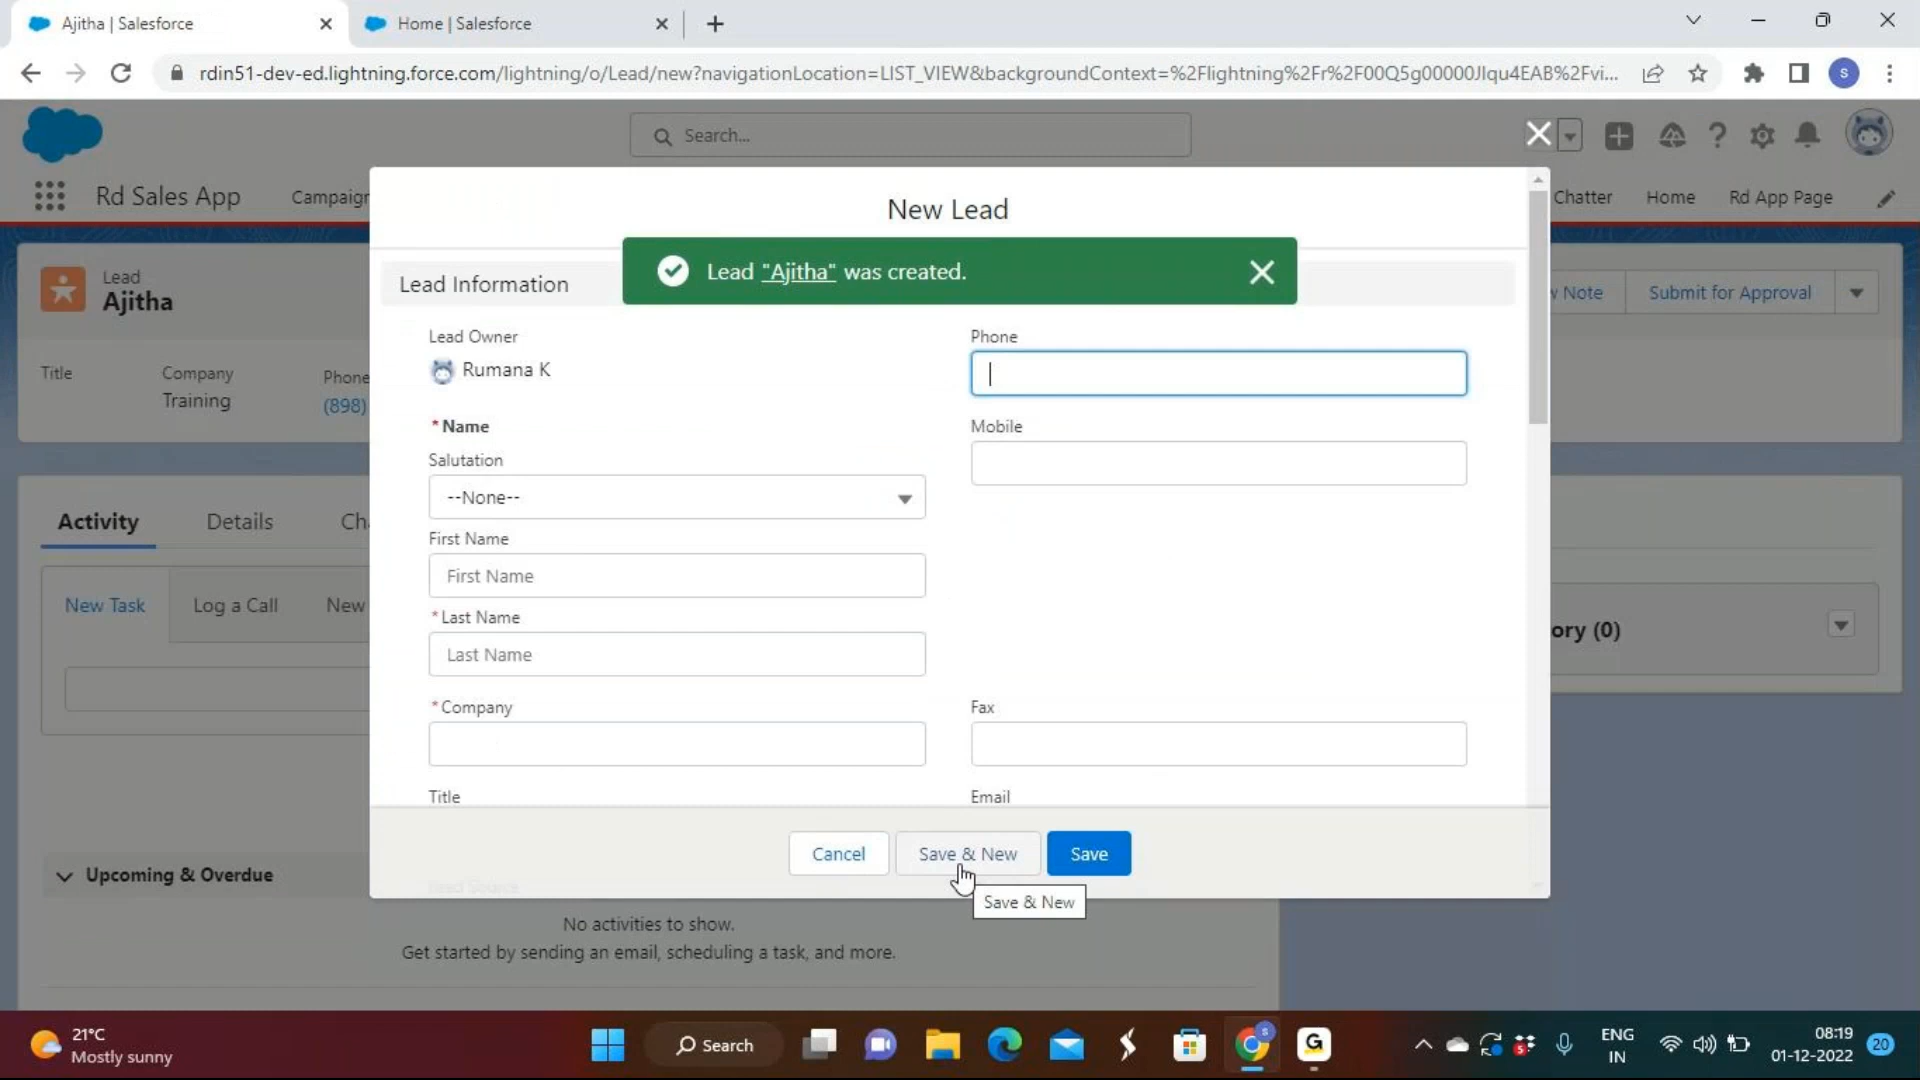 Ajitha | Salesforce
Home | Salesforce
rdin51-dev-ed.lightning.force.com/lightning/o/Lead/new?navigationLocation=LIST_VIEW&backgroundContext=%2Flightning%2Fr%2F00Q5g00000JIqu4EAB%2Fvi...
S
Search...
Rd Sales App
Campaign
Chatter
Home
Rd App Page
New Lead
Lead "Ajitha" was created.
Lead
Ajitha
Note
Submit for Approval
Lead Information
Title
Company
Training
Phone
(898)
Lead Owner
Rumana K
Phone
*Name
Mobile
Salutation
--None--
First Name
First Name
*Last Name
Last Name
*Company
Fax
Title
Email
Activity
Details
Ch
New Task
Log a Call
New
ory (0)
Cancel
Save & New
Save
Save & New
Upcoming & Overdue
Lead Source
No activities to show.
Get started by sending an email, scheduling a task, and more.
21°C
Mostly sunny
Search
S
G
ENG
IN
08:19
01-12-2022
20